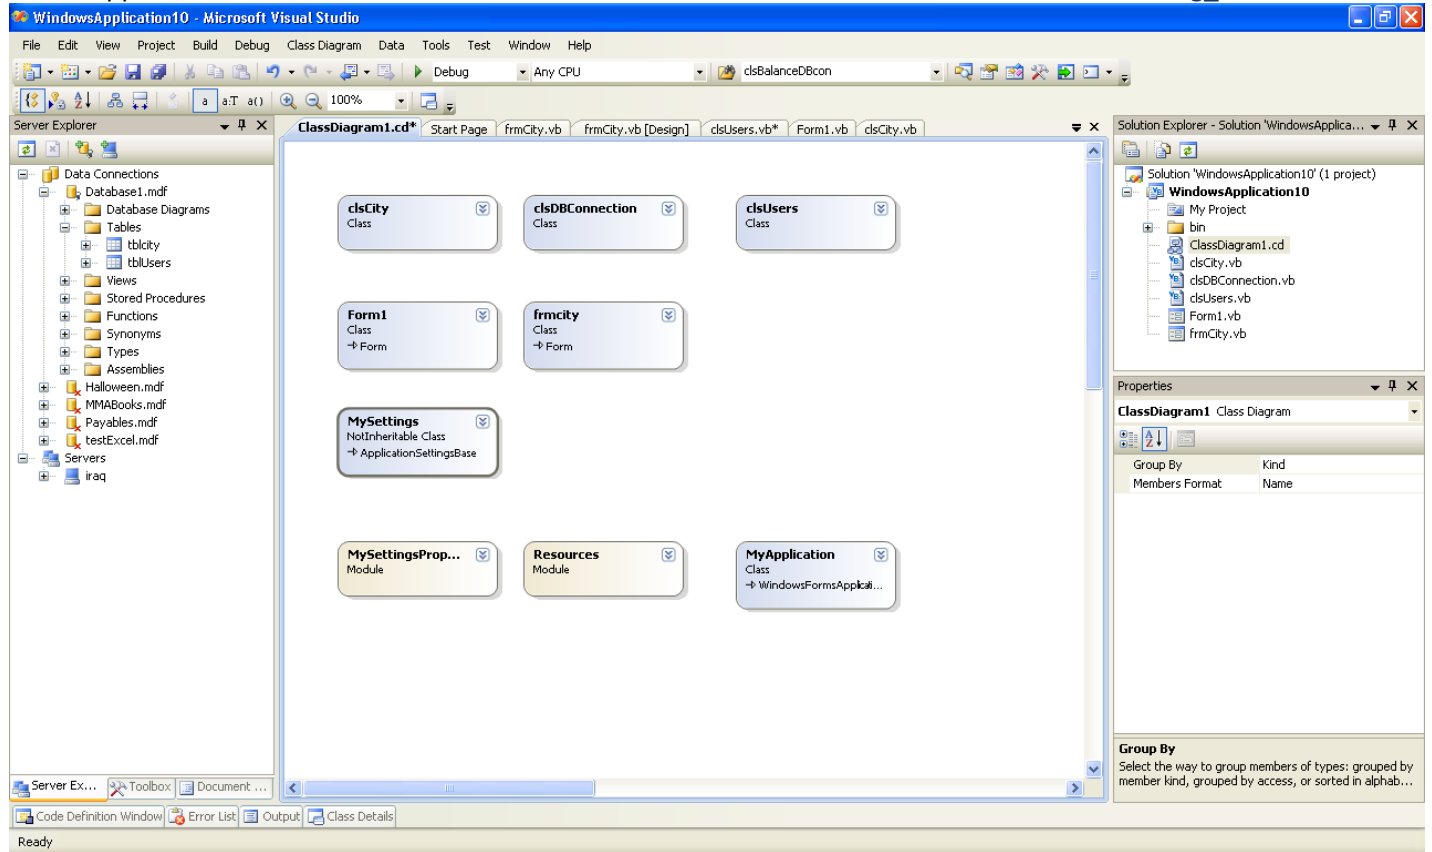 WindowsApplication10 - Microsoft Visual Studio
File Edit View Project Build Debug Class Diagram Data Tools Test Window Help
Debug Any CPU clsBalanceDBcon
a a:T a() 100%
Server Explorer
Data Connections
Database1.mdf
Database Diagrams
Tables
tblcity
tblUsers
Views
Stored Procedures
Functions
Synonyms
Types
Assemblies
Halloween.mdf
MMABooks.mdf
Payables.mdf
testExcel.mdf
Servers
iraq
Server Ex... Toolbox Document ...
ClassDiagram1.cd* Start Page frmCity.vb frmCity.vb [Design] clsUsers.vb* Form1.vb clsCity.vb
clsCity
Class
clsDBConnection
Class
clsUsers
Class
Form1
Class
Form
frmcity
Class
Form
MySettings
NotInheritable Class
ApplicationSettingsBase
MySettingsProp...
Module
Resources
Module
MyApplication
Class
WindowsFormsApplicati...
Solution Explorer - Solution 'WindowsApplica...
Solution 'WindowsApplication10' (1 project)
WindowsApplication10
My Project
bin
ClassDiagram1.cd
clsCity.vb
clsDBConnection.vb
clsUsers.vb
Form1.vb
frmCity.vb
Properties
ClassDiagram1 Class Diagram
Group By Kind
Members Format Name
Group By
Select the way to group members of types: grouped by
member kind, grouped by access, or sorted in alphab...
Code Definition Window Error List Output Class Details
Ready